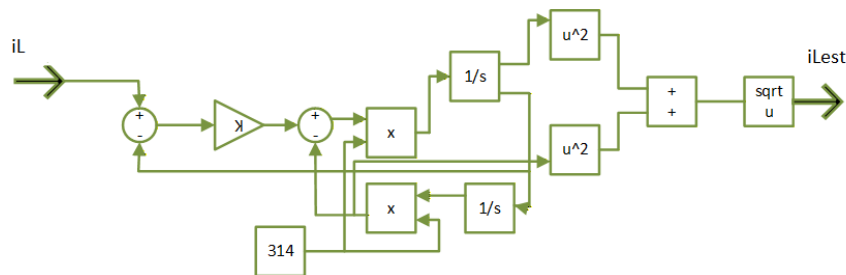 iL
+
-
K
+
-
x
1/s
u^2
u^2
+
+
sqrt
u
iLest
x
1/s
314